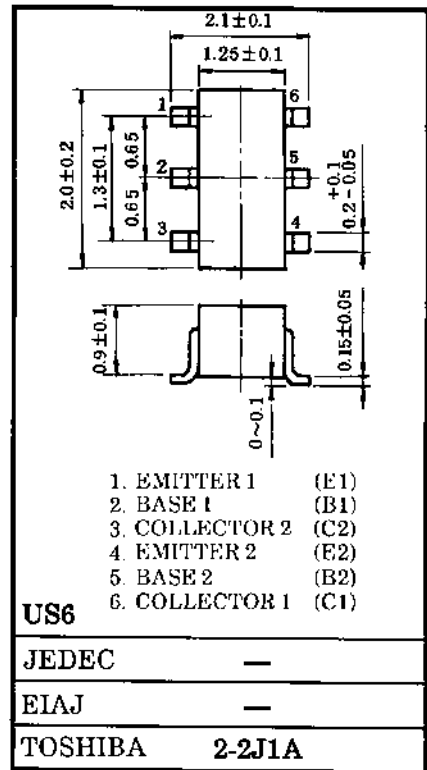 2.1±0.1
1.25±0.1
1
6
2
5
3
4
2.0±0.2
1.3±0.1
0.65
0.65
+0.1
0.2-0.05
0.9±0.1
0.15±0.05
0~0.1
1. EMITTER 1 (E1)
2. BASE 1 (B1)
3. COLLECTOR 2 (C2)
4. EMITTER 2 (E2)
5. BASE 2 (B2)
6. COLLECTOR 1 (C1)
US6
JEDEC —
EIAJ —
TOSHIBA 2-2J1A